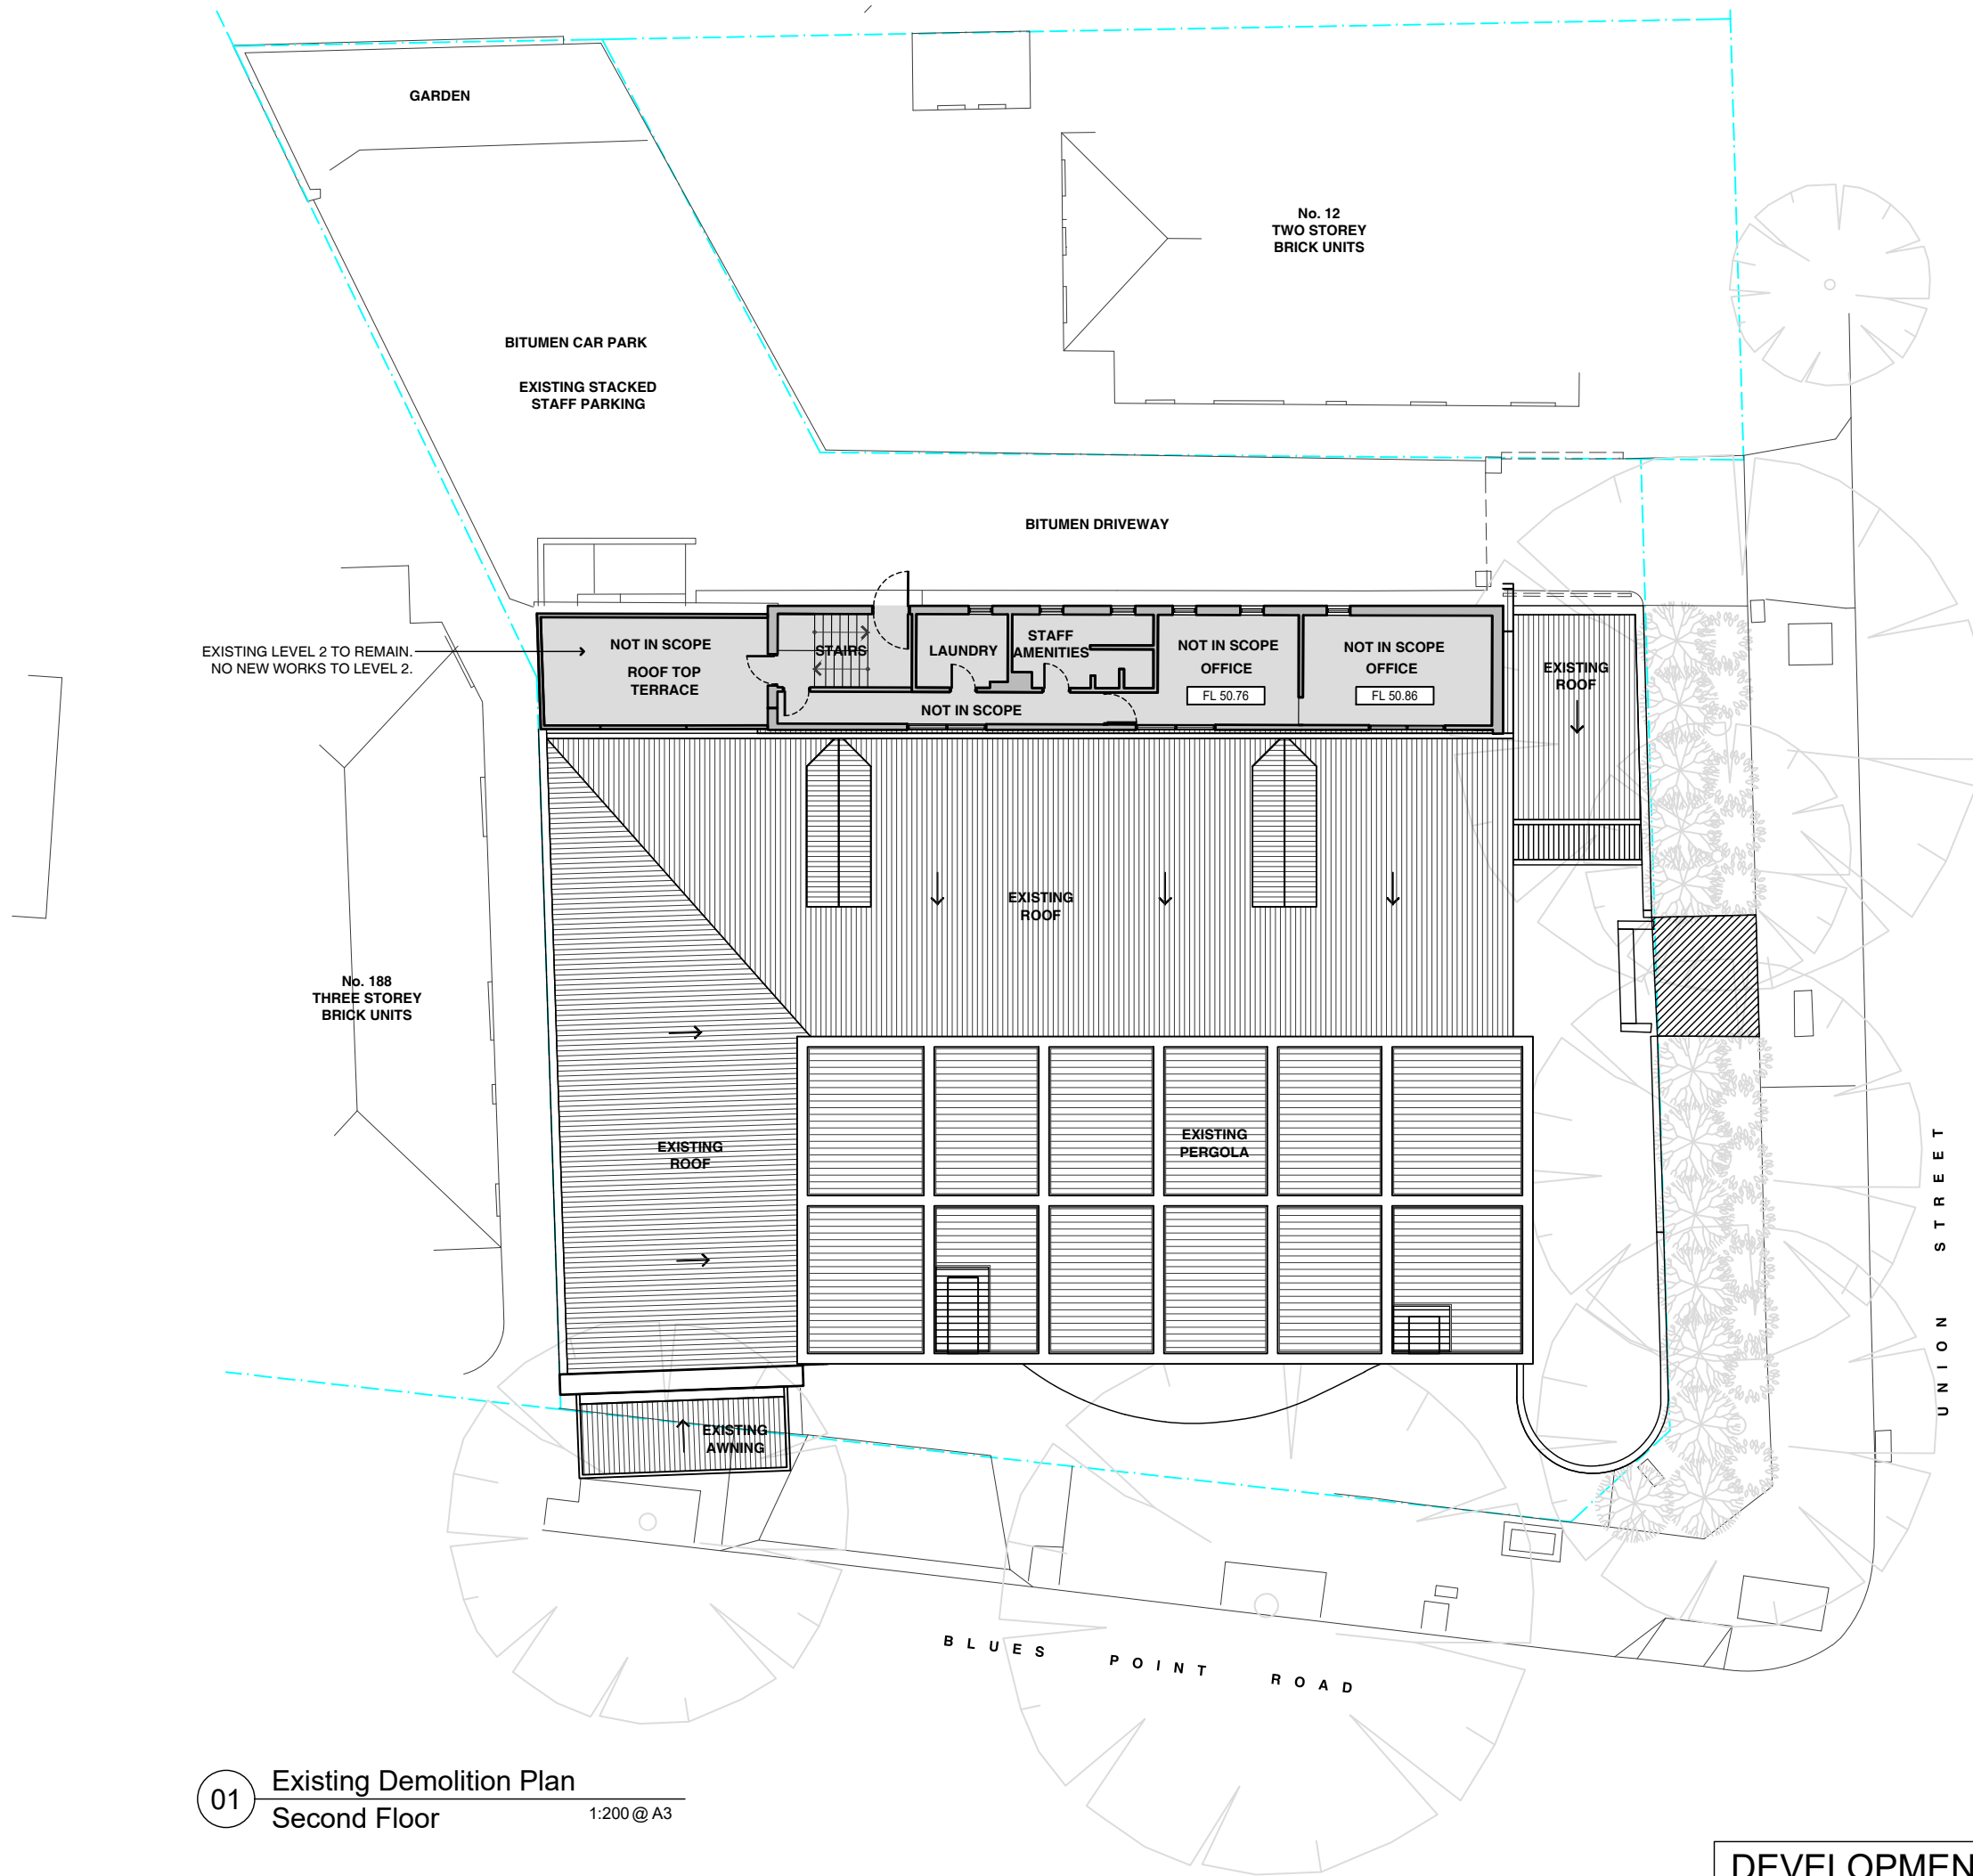 GARDEN
No. 12
TWO STOREY
BRICK UNITS
BITUMEN CAR PARK
EXISTING STACKED
STAFF PARKING
BITUMEN DRIVEWAY
EXISTING LEVEL 2 TO REMAIN.
NO NEW WORKS TO LEVEL 2.
NOT IN SCOPE
ROOF TOP
TERRACE
STAIRS
LAUNDRY
STAFF
AMENITIES
NOT IN SCOPE
OFFICE
FL 50.76
NOT IN SCOPE
OFFICE
FL 50.86
NOT IN SCOPE
EXISTING
ROOF
EXISTING
ROOF
No. 188
THREE STOREY
BRICK UNITS
EXISTING
ROOF
EXISTING
PERGOLA
UNION STREET
EXISTING
AWNING
BLUES POINT ROAD
01
Existing Demolition Plan
Second Floor
1:200 @ A3
DEVELOPMEN